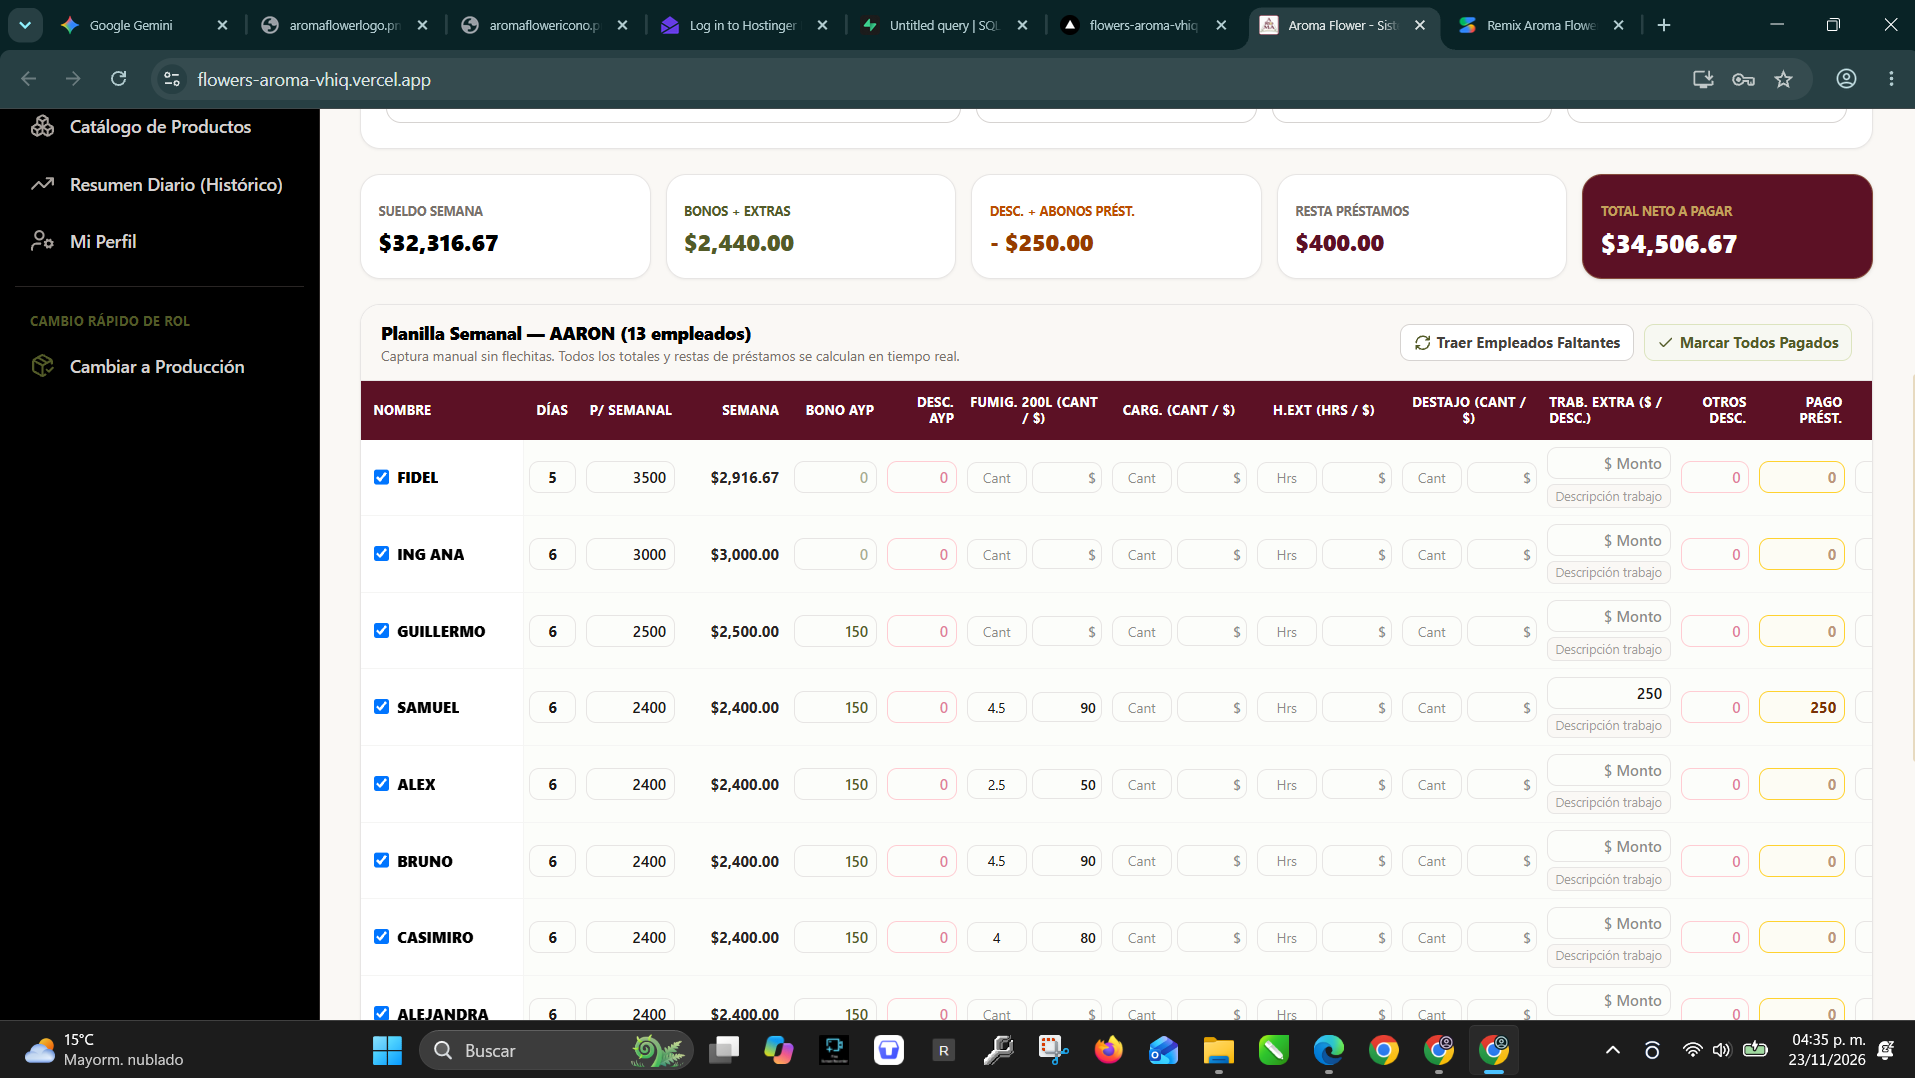 Google Gemini
aromaflowerlogo.pn
aromaflowericono.p
Log in to Hostinger
Untitled query | SQL
flowers-aroma-vhiq
Aroma Flower - Sist
Remix Aroma Flowe
flowers-aroma-vhiq.vercel.app
Catálogo de Productos
Resumen Diario (Histórico)
Mi Perfil
CAMBIO RÁPIDO DE ROL
Cambiar a Producción
SUELDO SEMANA
$32,316.67
BONOS + EXTRAS
$2,440.00
DESC. + ABONOS PRÉST.
- $250.00
RESTA PRÉSTAMOS
$400.00
TOTAL NETO A PAGAR
$34,506.67
Planilla Semanal — AARON (13 empleados)
Captura manual sin flechitas. Todos los totales y restas de préstamos se calculan en tiempo real.
Traer Empleados Faltantes
Marcar Todos Pagados
NOMBRE DÍAS P/ SEMANAL SEMANA BONO AYP DESC. AYP FUMIG. 200L (CANT / $) CARG. (CANT / $) H.EXT (HRS / $) DESTAJO (CANT / $) TRAB. EXTRA ($ / DESC.) OTROS DESC. PAGO PRÉST.
FIDEL 5 3500 $2,916.67 0 0 Cant $ Cant $ Hrs $ Cant $ $ Monto 0 0
Descripción trabajo
ING ANA 6 3000 $3,000.00 0 0 Cant $ Cant $ Hrs $ Cant $ $ Monto 0 0
Descripción trabajo
GUILLERMO 6 2500 $2,500.00 150 0 Cant $ Cant $ Hrs $ Cant $ $ Monto 0 0
Descripción trabajo
SAMUEL 6 2400 $2,400.00 150 0 4.5 90 Cant $ Hrs $ Cant $ 250 0 250
Descripción trabajo
ALEX 6 2400 $2,400.00 150 0 2.5 50 Cant $ Hrs $ Cant $ $ Monto 0 0
Descripción trabajo
BRUNO 6 2400 $2,400.00 150 0 4.5 90 Cant $ Hrs $ Cant $ $ Monto 0 0
Descripción trabajo
CASIMIRO 6 2400 $2,400.00 150 0 4 80 Cant $ Hrs $ Cant $ $ Monto 0 0
Descripción trabajo
ALEJANDRA 6 2400 $2,400.00 150 0 Cant $ Cant $ Hrs $ Cant $ $ Monto 0 0
15°C
Mayorm. nublado
Buscar
R
04:35 p. m.
23/11/2026